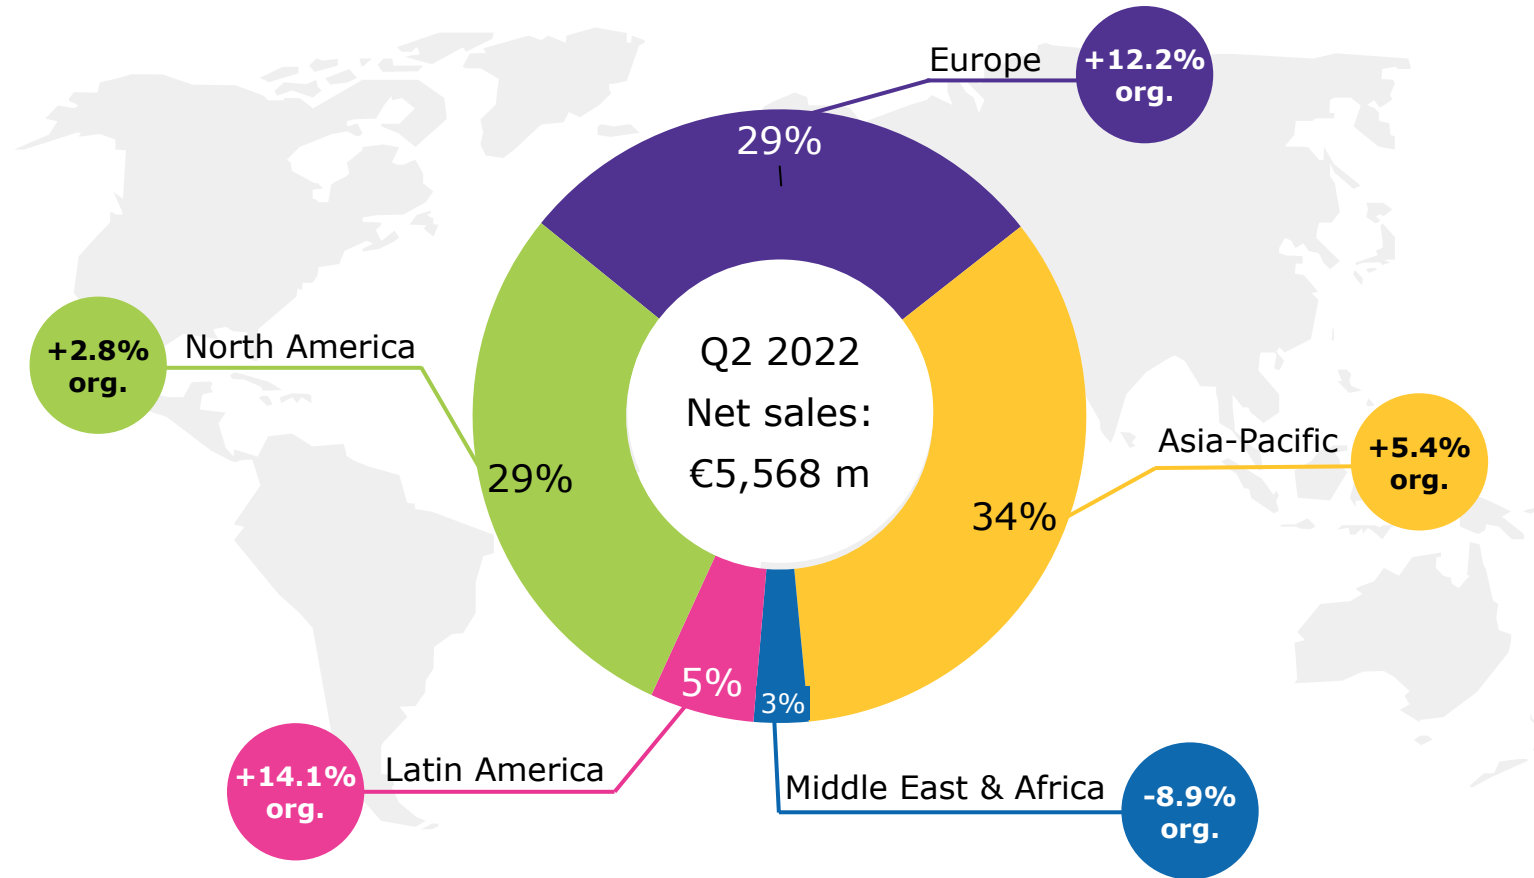 Europe
+12.2%
org.
29%
+2.8%
org.
North America
Q2 2022
Net sales:
€5,568 m
29%
34%
Asia-Pacific
+5.4%
org.
5%
3%
+14.1%
org.
Latin America
Middle East & Africa
-8.9%
org.